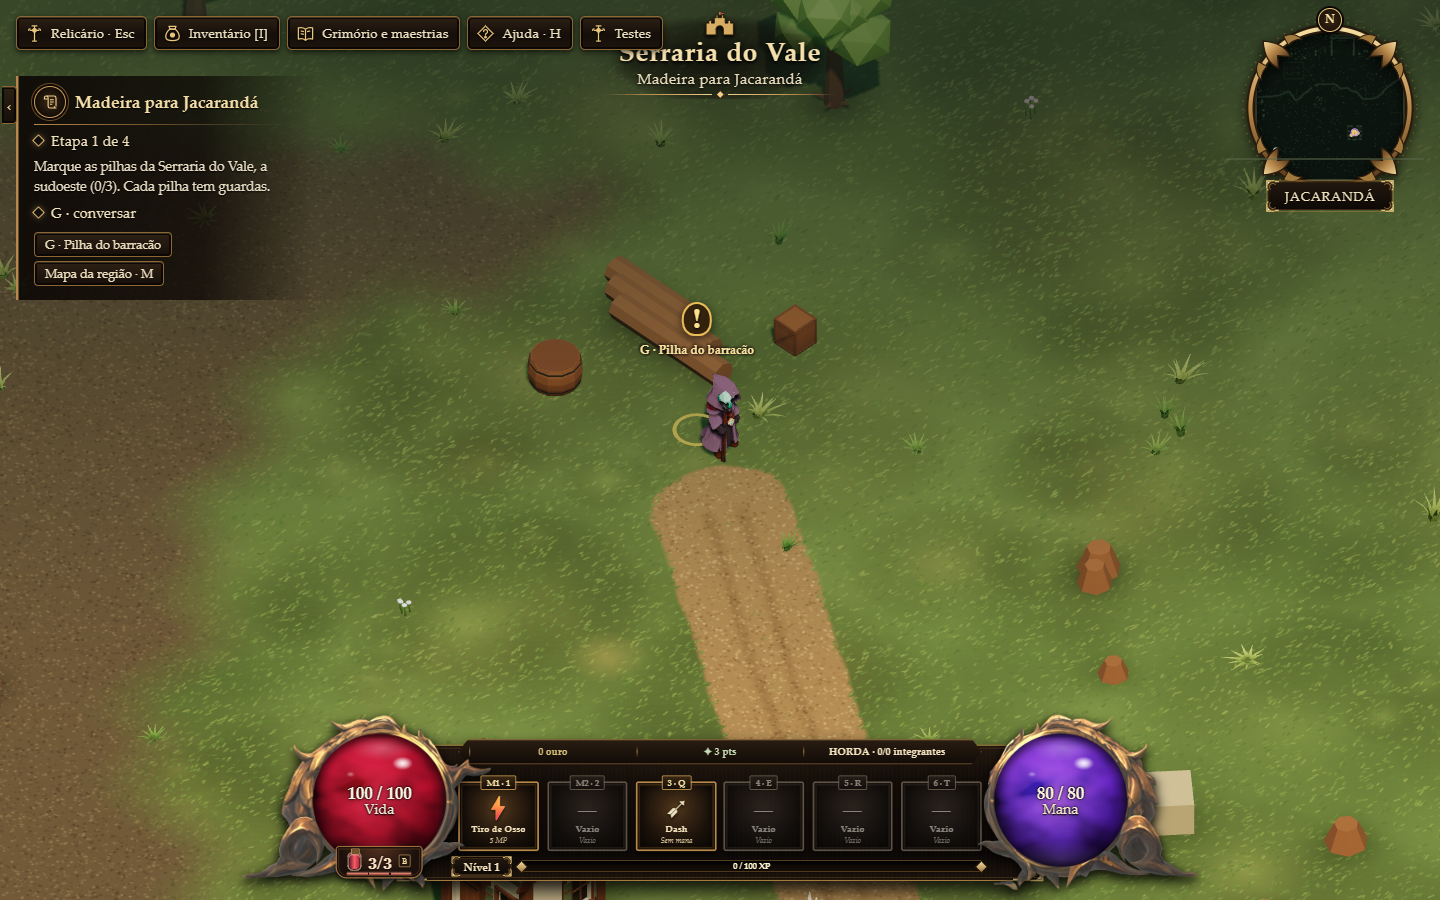 Relicário · Esc
Inventário [I]
Grimório e maestrias
Ajuda · H
Testes
Serraria do Vale
Madeira para Jacarandá
N
JACARANDÁ
‹
Madeira para Jacarandá
Etapa 1 de 4
Marque as pilhas da Serraria do Vale, a
sudoeste (0/3). Cada pilha tem guardas.
G · conversar
G · Pilha do barracão
Mapa da região · M
!
G · Pilha do barracão
0 ouro
✦ 3 pts
HORDA · 0/0 integrantes
100 / 100
Vida
3/3
B
M1 · 1
Tiro de Osso
5 MP
M2 · 2
Vazio
Vazio
3 · Q
Dash
Sem mana
4 · E
Vazio
Vazio
5 · R
Vazio
Vazio
6 · T
Vazio
Vazio
80 / 80
Mana
Nível 1
0 / 100 XP